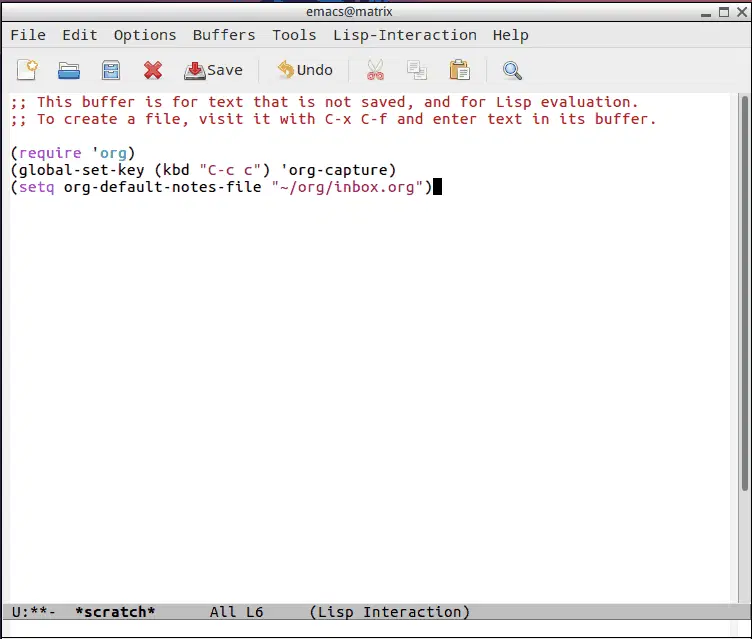 emacs@matrix
File Edit Options Buffers Tools Lisp-Interaction Help
Save Undo
;; This buffer is for text that is not saved, and for Lisp evaluation.
;; To create a file, visit it with C-x C-f and enter text in its buffer.
(require 'org)
(global-set-key (kbd "C-c c") 'org-capture)
(setq org-default-notes-file "~/org/inbox.org")
U:**- *scratch* All L6 (Lisp Interaction)